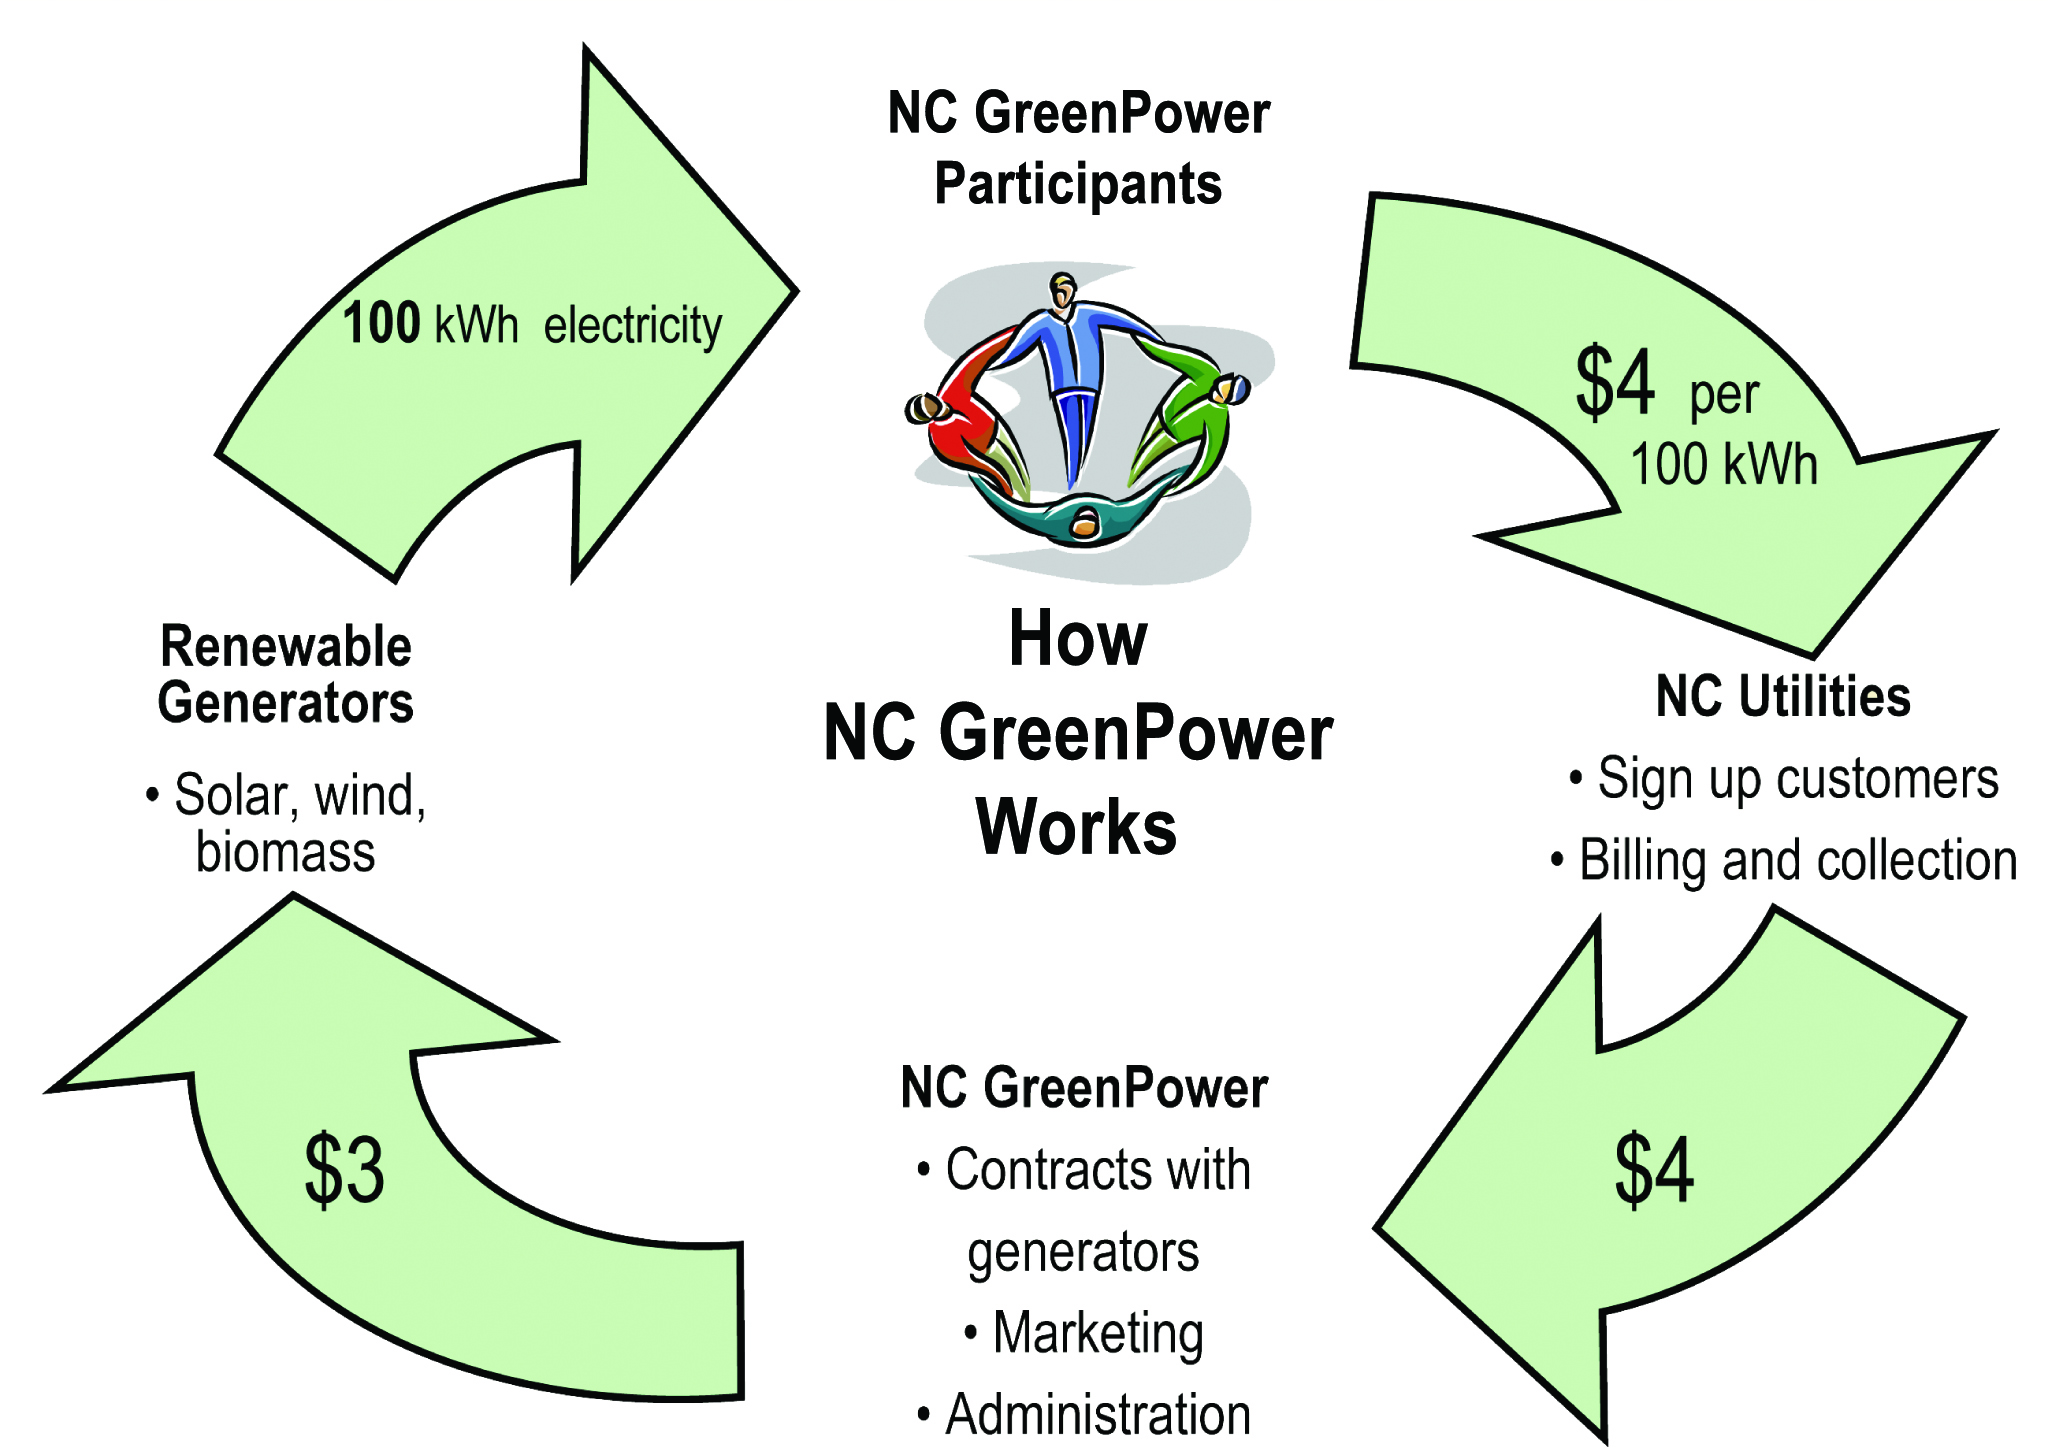 NC GreenPower
Participants
100 kWh electricity
$4 per
100 kWh
How
NC GreenPower
Works
Renewable
Generators
• Solar, wind,
biomass
NC Utilities
• Sign up customers
• Billing and collection
$3
NC GreenPower
• Contracts with
generators
• Marketing
• Administration
$4